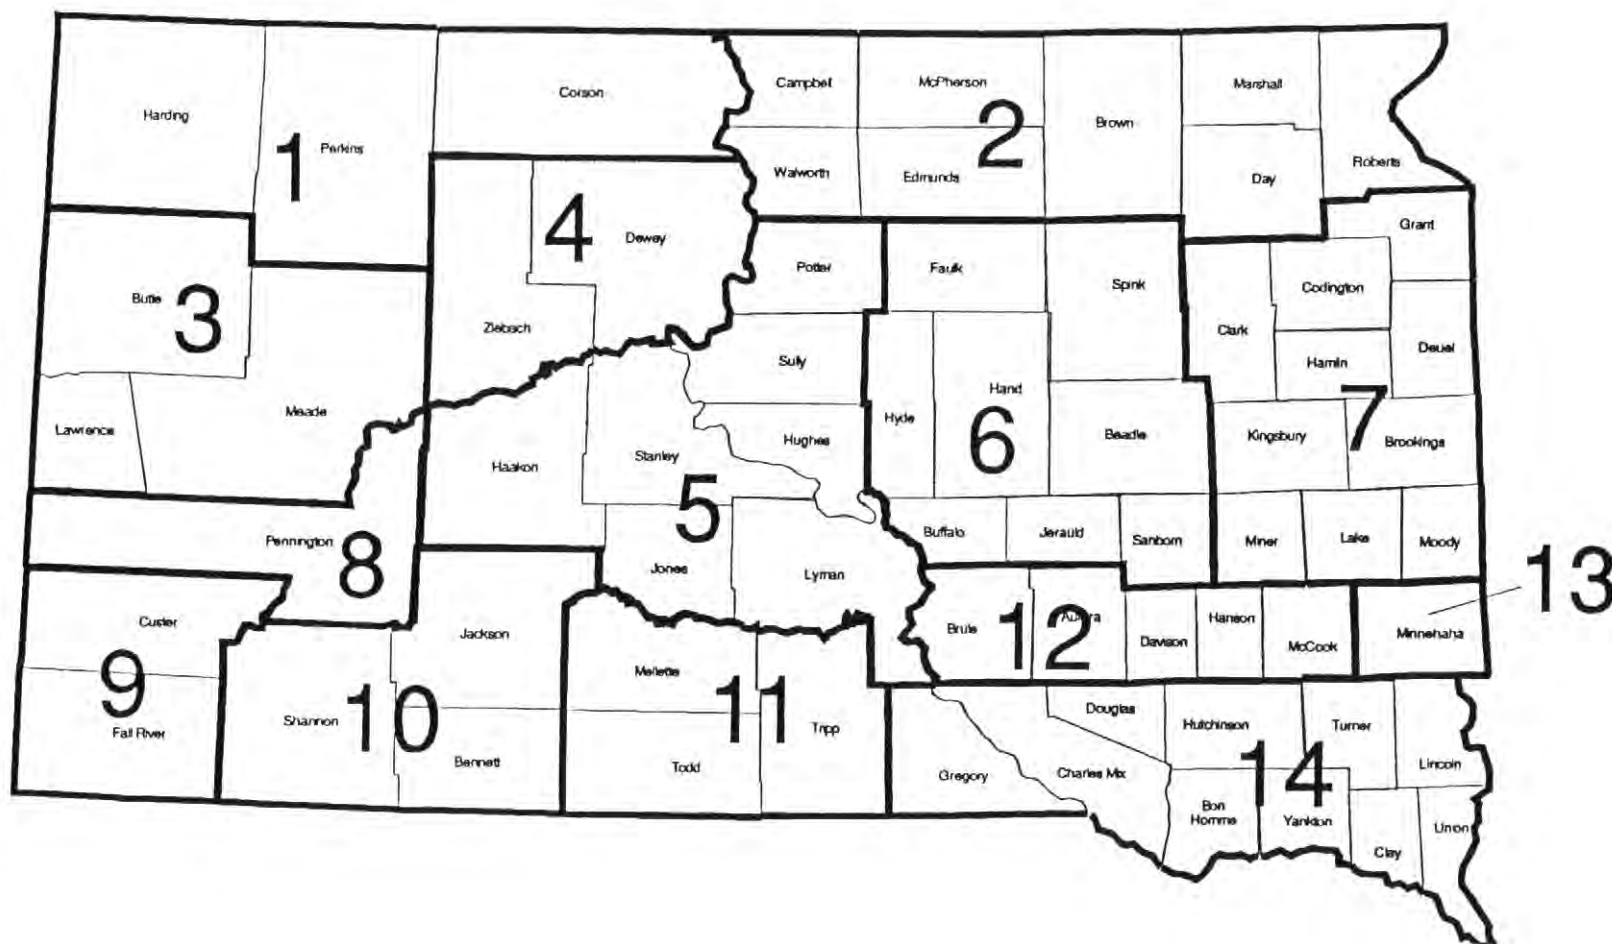 Harding
1
Perkins
Corson
Campbell
McPherson
2
Brown
Marshall
Roberts
Walworth
Edmunds
Day
Butte
3
4
Dewey
Potter
Faulk
Spink
Grant
Codington
Clark
Hamlin
Deuel
Ziebach
Sully
Lawrence
Meade
Hyde
Hand
6
Beadle
Kingsbury
7
Brookings
Haakon
Stanley
Hughes
5
Pennington
8
Jones
Lyman
Buffalo
Jerauld
Sanborn
Miner
Lake
Moody
13
Custer
9
Fall River
Jackson
Shannon
10
Bennett
Mellette
11
Tripp
Todd
Brule
12
Aurora
Davison
Hanson
McCook
Minnehaha
Gregory
Charles Mix
Douglas
Hutchinson
14
Turner
Lincoln
Bon
Homme
Yankton
Clay
Union